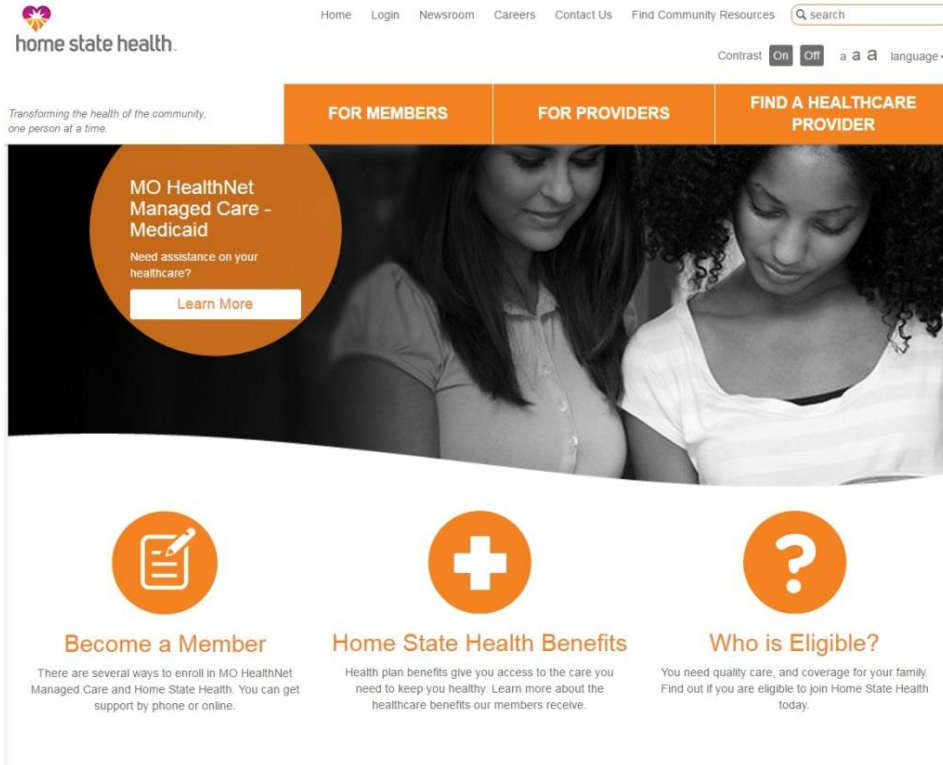 Home Login Newsroom Careers Contact Us Find Community Resources search
home state health.
Contrast On Off a a a language
Transforming the health of the community,
one person at a time.
FOR MEMBERS
FOR PROVIDERS
FIND A HEALTHCARE
PROVIDER
MO HealthNet
Managed Care -
Medicaid
Need assistance on your
healthcare?
Learn More
Become a Member
There are several ways to enroll in MO HealthNet
Managed Care and Home State Health. You can get
support by phone or online.
Home State Health Benefits
Health plan benefits give you access to the care you
need to keep you healthy. Learn more about the
healthcare benefits our members receive.
Who is Eligible?
You need quality care, and coverage for your family.
Find out if you are eligible to join Home State Health
today.